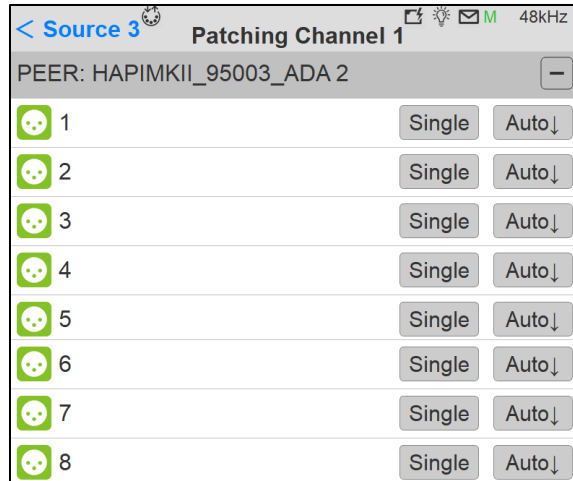 < Source 3 Patching Channel 1 M 48kHz
PEER: HAPIMKII_95003_ADA 2 −
1 Single Auto↓
2 Single Auto↓
3 Single Auto↓
4 Single Auto↓
5 Single Auto↓
6 Single Auto↓
7 Single Auto↓
8 Single Auto↓